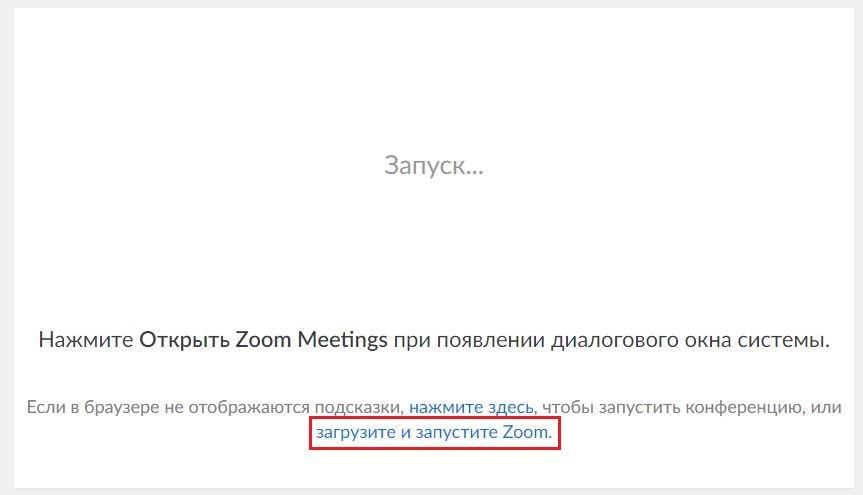 Запуск...
Нажмите Открыть Zoom Meetings при появлении диалогового окна системы.
Если в браузере не отображаются подсказки, нажмите здесь, чтобы запустить конференцию, или
загрузите и запустите Zoom.